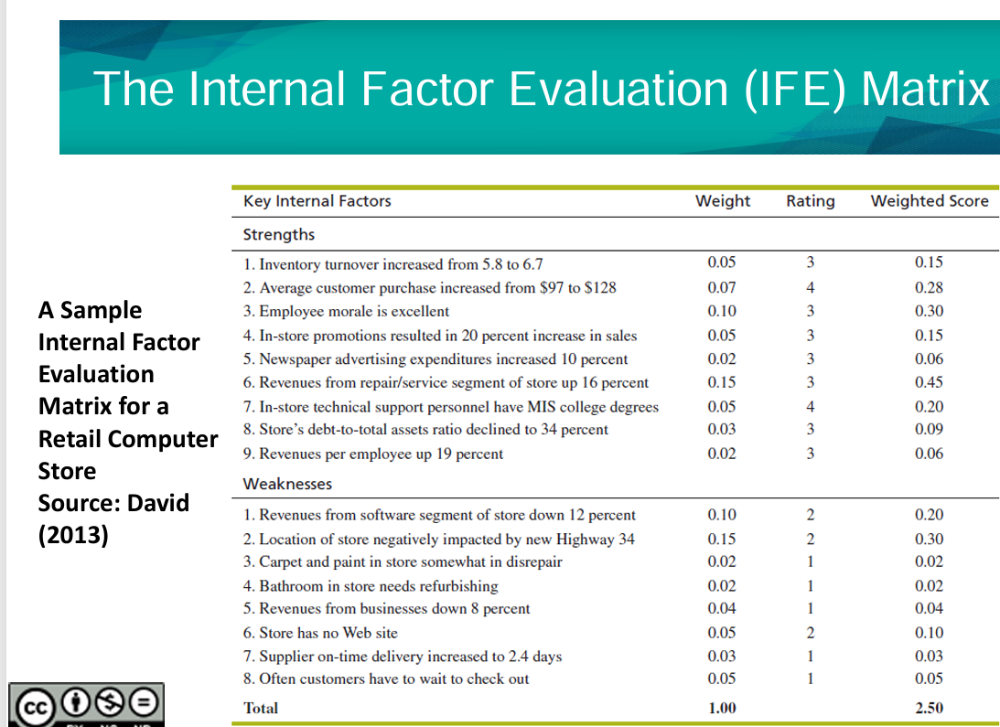 The Internal Factor Evaluation (IFE) Matrix
A Sample
Internal Factor
Evaluation
Matrix for a
Retail Computer
Store
Source: David
(2013)
Key Internal Factors Weight Rating Weighted Score
Strengths
1. Inventory turnover increased from 5.8 to 6.7 0.05 3 0.15
2. Average customer purchase increased from $97 to $128 0.07 4 0.28
3. Employee morale is excellent 0.10 3 0.30
4. In-store promotions resulted in 20 percent increase in sales 0.05 3 0.15
5. Newspaper advertising expenditures increased 10 percent 0.02 3 0.06
6. Revenues from repair/service segment of store up 16 percent 0.15 3 0.45
7. In-store technical support personnel have MIS college degrees 0.05 4 0.20
8. Store’s debt-to-total assets ratio declined to 34 percent 0.03 3 0.09
9. Revenues per employee up 19 percent 0.02 3 0.06
Weaknesses
1. Revenues from software segment of store down 12 percent 0.10 2 0.20
2. Location of store negatively impacted by new Highway 34 0.15 2 0.30
3. Carpet and paint in store somewhat in disrepair 0.02 1 0.02
4. Bathroom in store needs refurbishing 0.02 1 0.02
5. Revenues from businesses down 8 percent 0.04 1 0.04
6. Store has no Web site 0.05 2 0.10
7. Supplier on-time delivery increased to 2.4 days 0.03 1 0.03
8. Often customers have to wait to check out 0.05 1 0.05
Total 1.00 2.50
cc